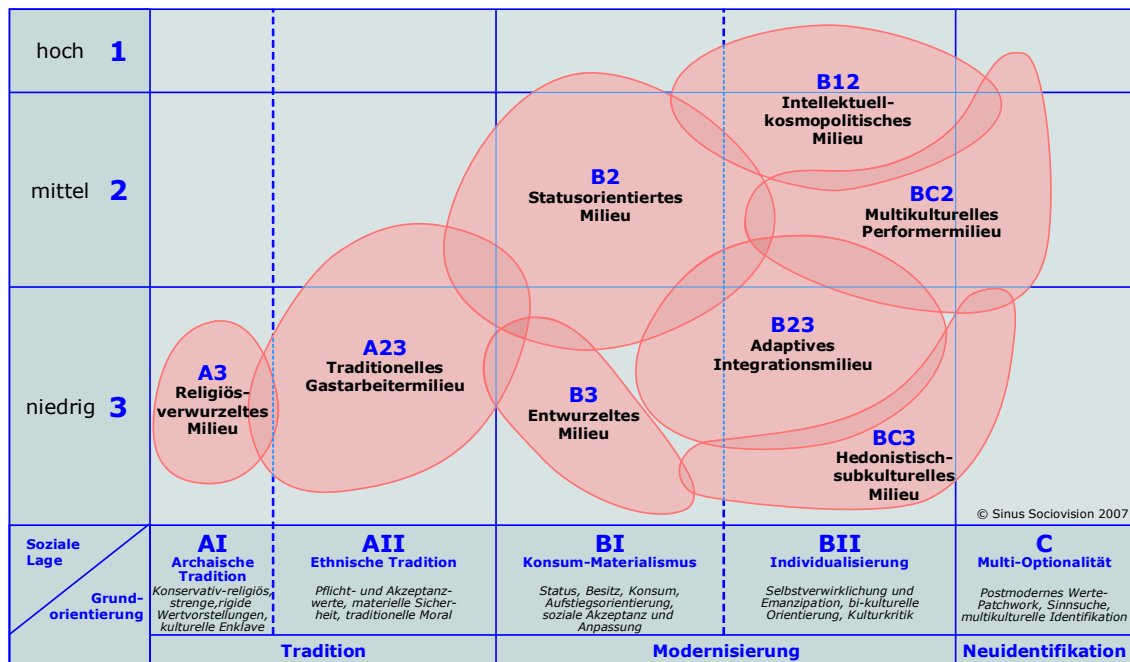 hoch 1
mittel 2
niedrig 3
B12
Intellektuell-
kosmopolitisches
Milieu
B2
Statusorientiertes
Milieu
BC2
Multikulturelles
Performermilieu
A23
Traditionelles
Gastarbeitermilieu
B23
Adaptives
Integrationsmilieu
A3
Religiös-
verwurzeltes
Milieu
B3
Entwurzeltes
Milieu
BC3
Hedonistisch-
subkulturelles
Milieu
© Sinus Sociovision 2007
Soziale
Lage
Grund-
orientierung
AI
Archaische
Tradition
Konservativ-religiös,
strenge,rigide
Wertvorstellungen,
kulturelle Enklave
AII
Ethnische Tradition
Pflicht- und Akzeptanz-
werte, materielle Sicher-
heit, traditionelle Moral
BI
Konsum-Materialismus
Status, Besitz, Konsum,
Aufstiegsorientierung,
soziale Akzeptanz und
Anpassung
BII
Individualisierung
Selbstverwirklichung und
Emanzipation, bi-kulturelle
Orientierung, Kulturkritik
C
Multi-Optionalität
Postmodernes Werte-
Patchwork, Sinnsuche,
multikulturelle Identifikation
Tradition
Modernisierung
Neuidentifikation